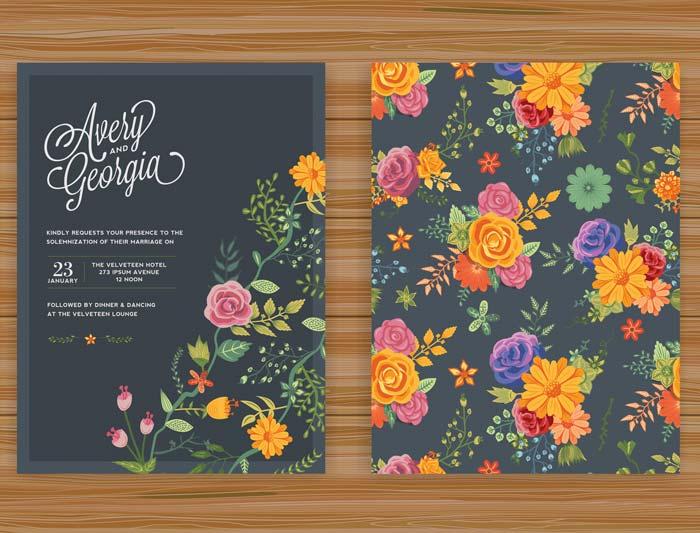 Avery
AND
Georgia
KINDLY REQUESTS YOUR PRESENCE TO THE
SOLEMNIZATION OF THEIR MARRIAGE ON
23
JANUARY
THE VELVETEEN HOTEL
273 IPSUM AVENUE
12 NOON
FOLLOWED BY DINNER & DANCING
AT THE VELVETEEN LOUNGE